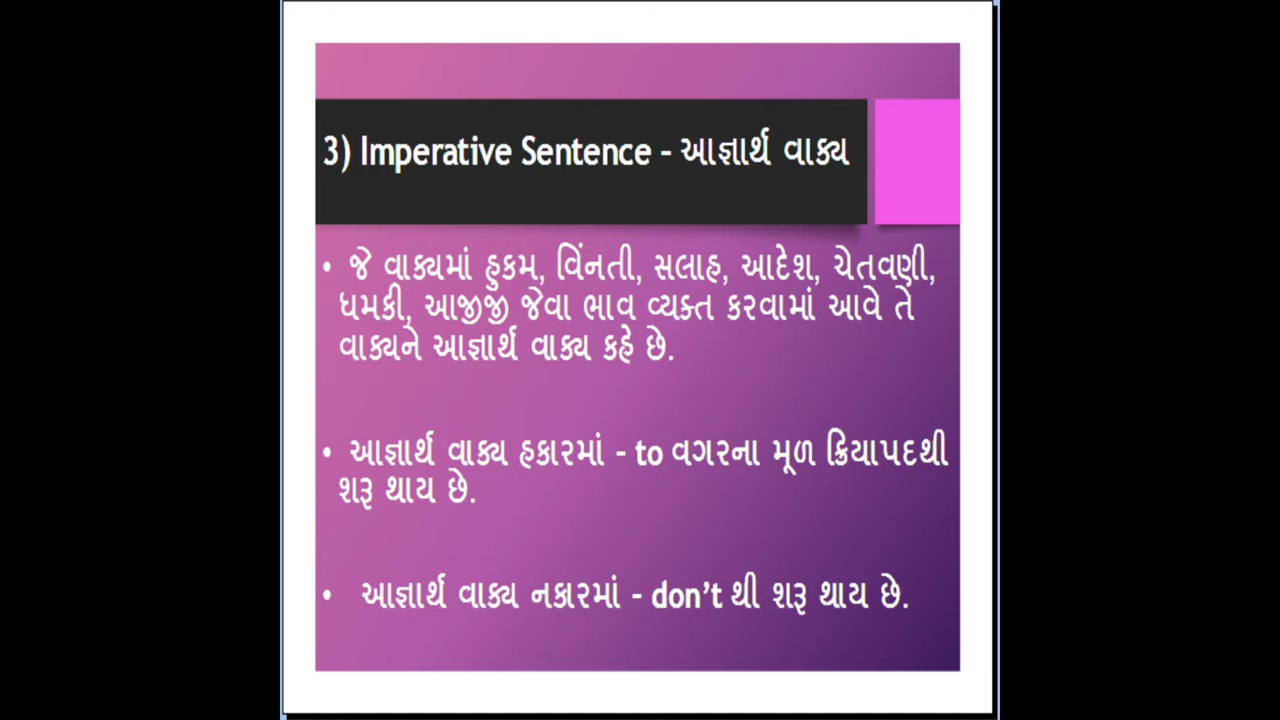 3) Imperative Sentence – આજ્ઞાર્થ વાક્ય
• જે વાક્યમાં હુકમ, વિંનતી, સલાહ, આદેશ, ચેતવણી,
ધમકી, આજીજી જેવા ભાવ વ્યક્ત કરવામાં આવે તે
વાક્યને આજ્ઞાર્થ વાક્ય કહે છે.
• આજ્ઞાર્થ વાક્ય હકારમાં – to વગરના મૂળ ક્રિયાપદથી
શરૂ થાય છે.
• આજ્ઞાર્થ વાક્ય નકારમાં – don’t થી શરૂ થાય છે.